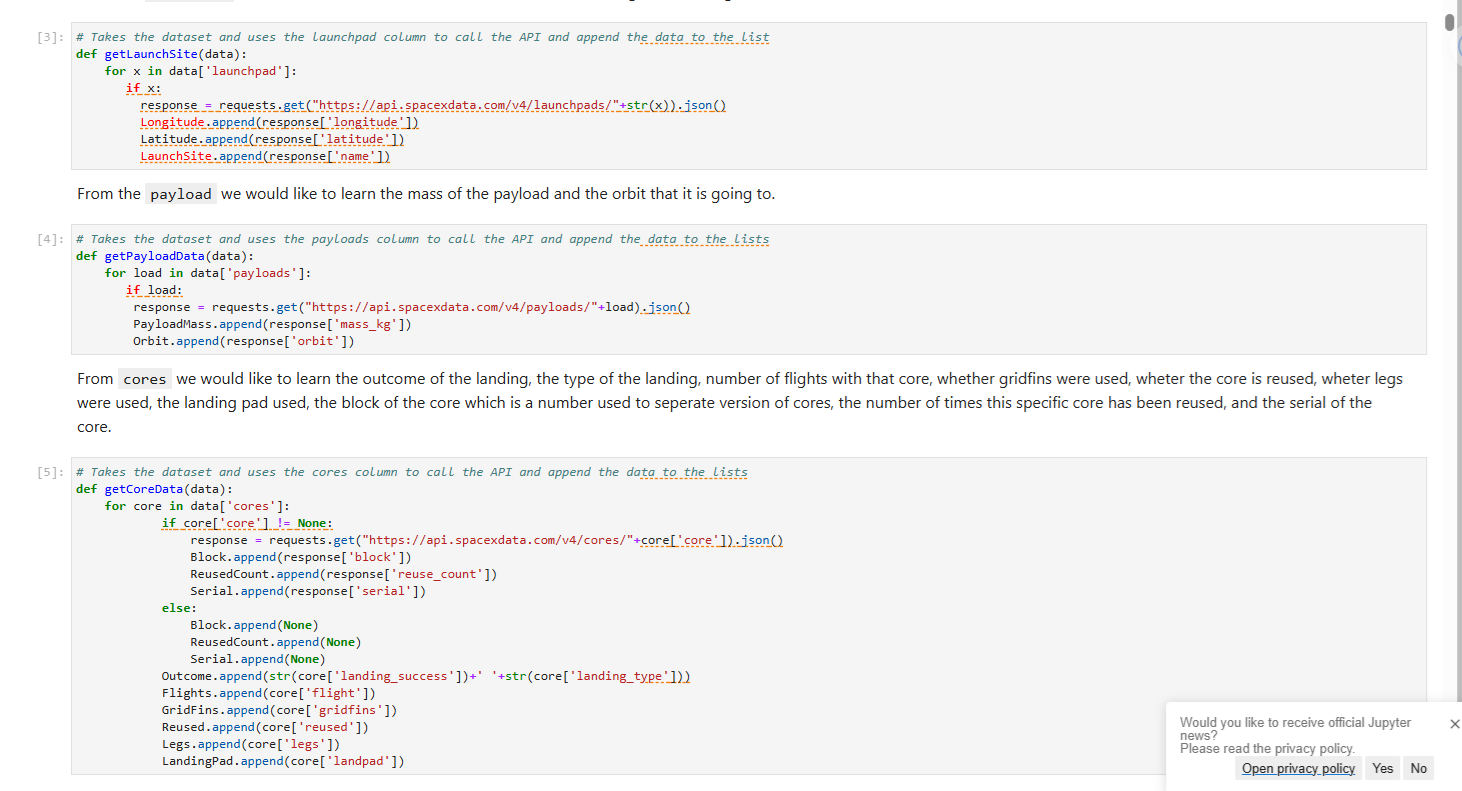 [3]: # Takes the dataset and uses the launchpad column to call the API and append the data to the list
def getLaunchSite(data):
    for x in data['launchpad']:
       if x:
         response = requests.get("https://api.spacexdata.com/v4/launchpads/"+str(x)).json()
         Longitude.append(response['longitude'])
         Latitude.append(response['latitude'])
         LaunchSite.append(response['name'])
From the payload we would like to learn the mass of the payload and the orbit that it is going to.
[4]: # Takes the dataset and uses the payloads column to call the API and append the data to the lists
def getPayloadData(data):
    for load in data['payloads']:
       if load:
        response = requests.get("https://api.spacexdata.com/v4/payloads/"+load).json()
        PayloadMass.append(response['mass_kg'])
        Orbit.append(response['orbit'])
From cores we would like to learn the outcome of the landing, the type of the landing, number of flights with that core, whether gridfins were used, wheter the core is reused, wheter legs
were used, the landing pad used, the block of the core which is a number used to seperate version of cores, the number of times this specific core has been reused, and the serial of the
core.
[5]: # Takes the dataset and uses the cores column to call the API and append the data to the lists
def getCoreData(data):
    for core in data['cores']:
            if core['core'] != None:
                response = requests.get("https://api.spacexdata.com/v4/cores/"+core['core']).json()
                Block.append(response['block'])
                ReusedCount.append(response['reuse_count'])
                Serial.append(response['serial'])
            else:
                Block.append(None)
                ReusedCount.append(None)
                Serial.append(None)
            Outcome.append(str(core['landing_success'])+' '+str(core['landing_type']))
            Flights.append(core['flight'])
            GridFins.append(core['gridfins'])
            Reused.append(core['reused'])
            Legs.append(core['legs'])
            LandingPad.append(core['landpad'])
Would you like to receive official Jupyter
news?
Please read the privacy policy.
Open privacy policy Yes No